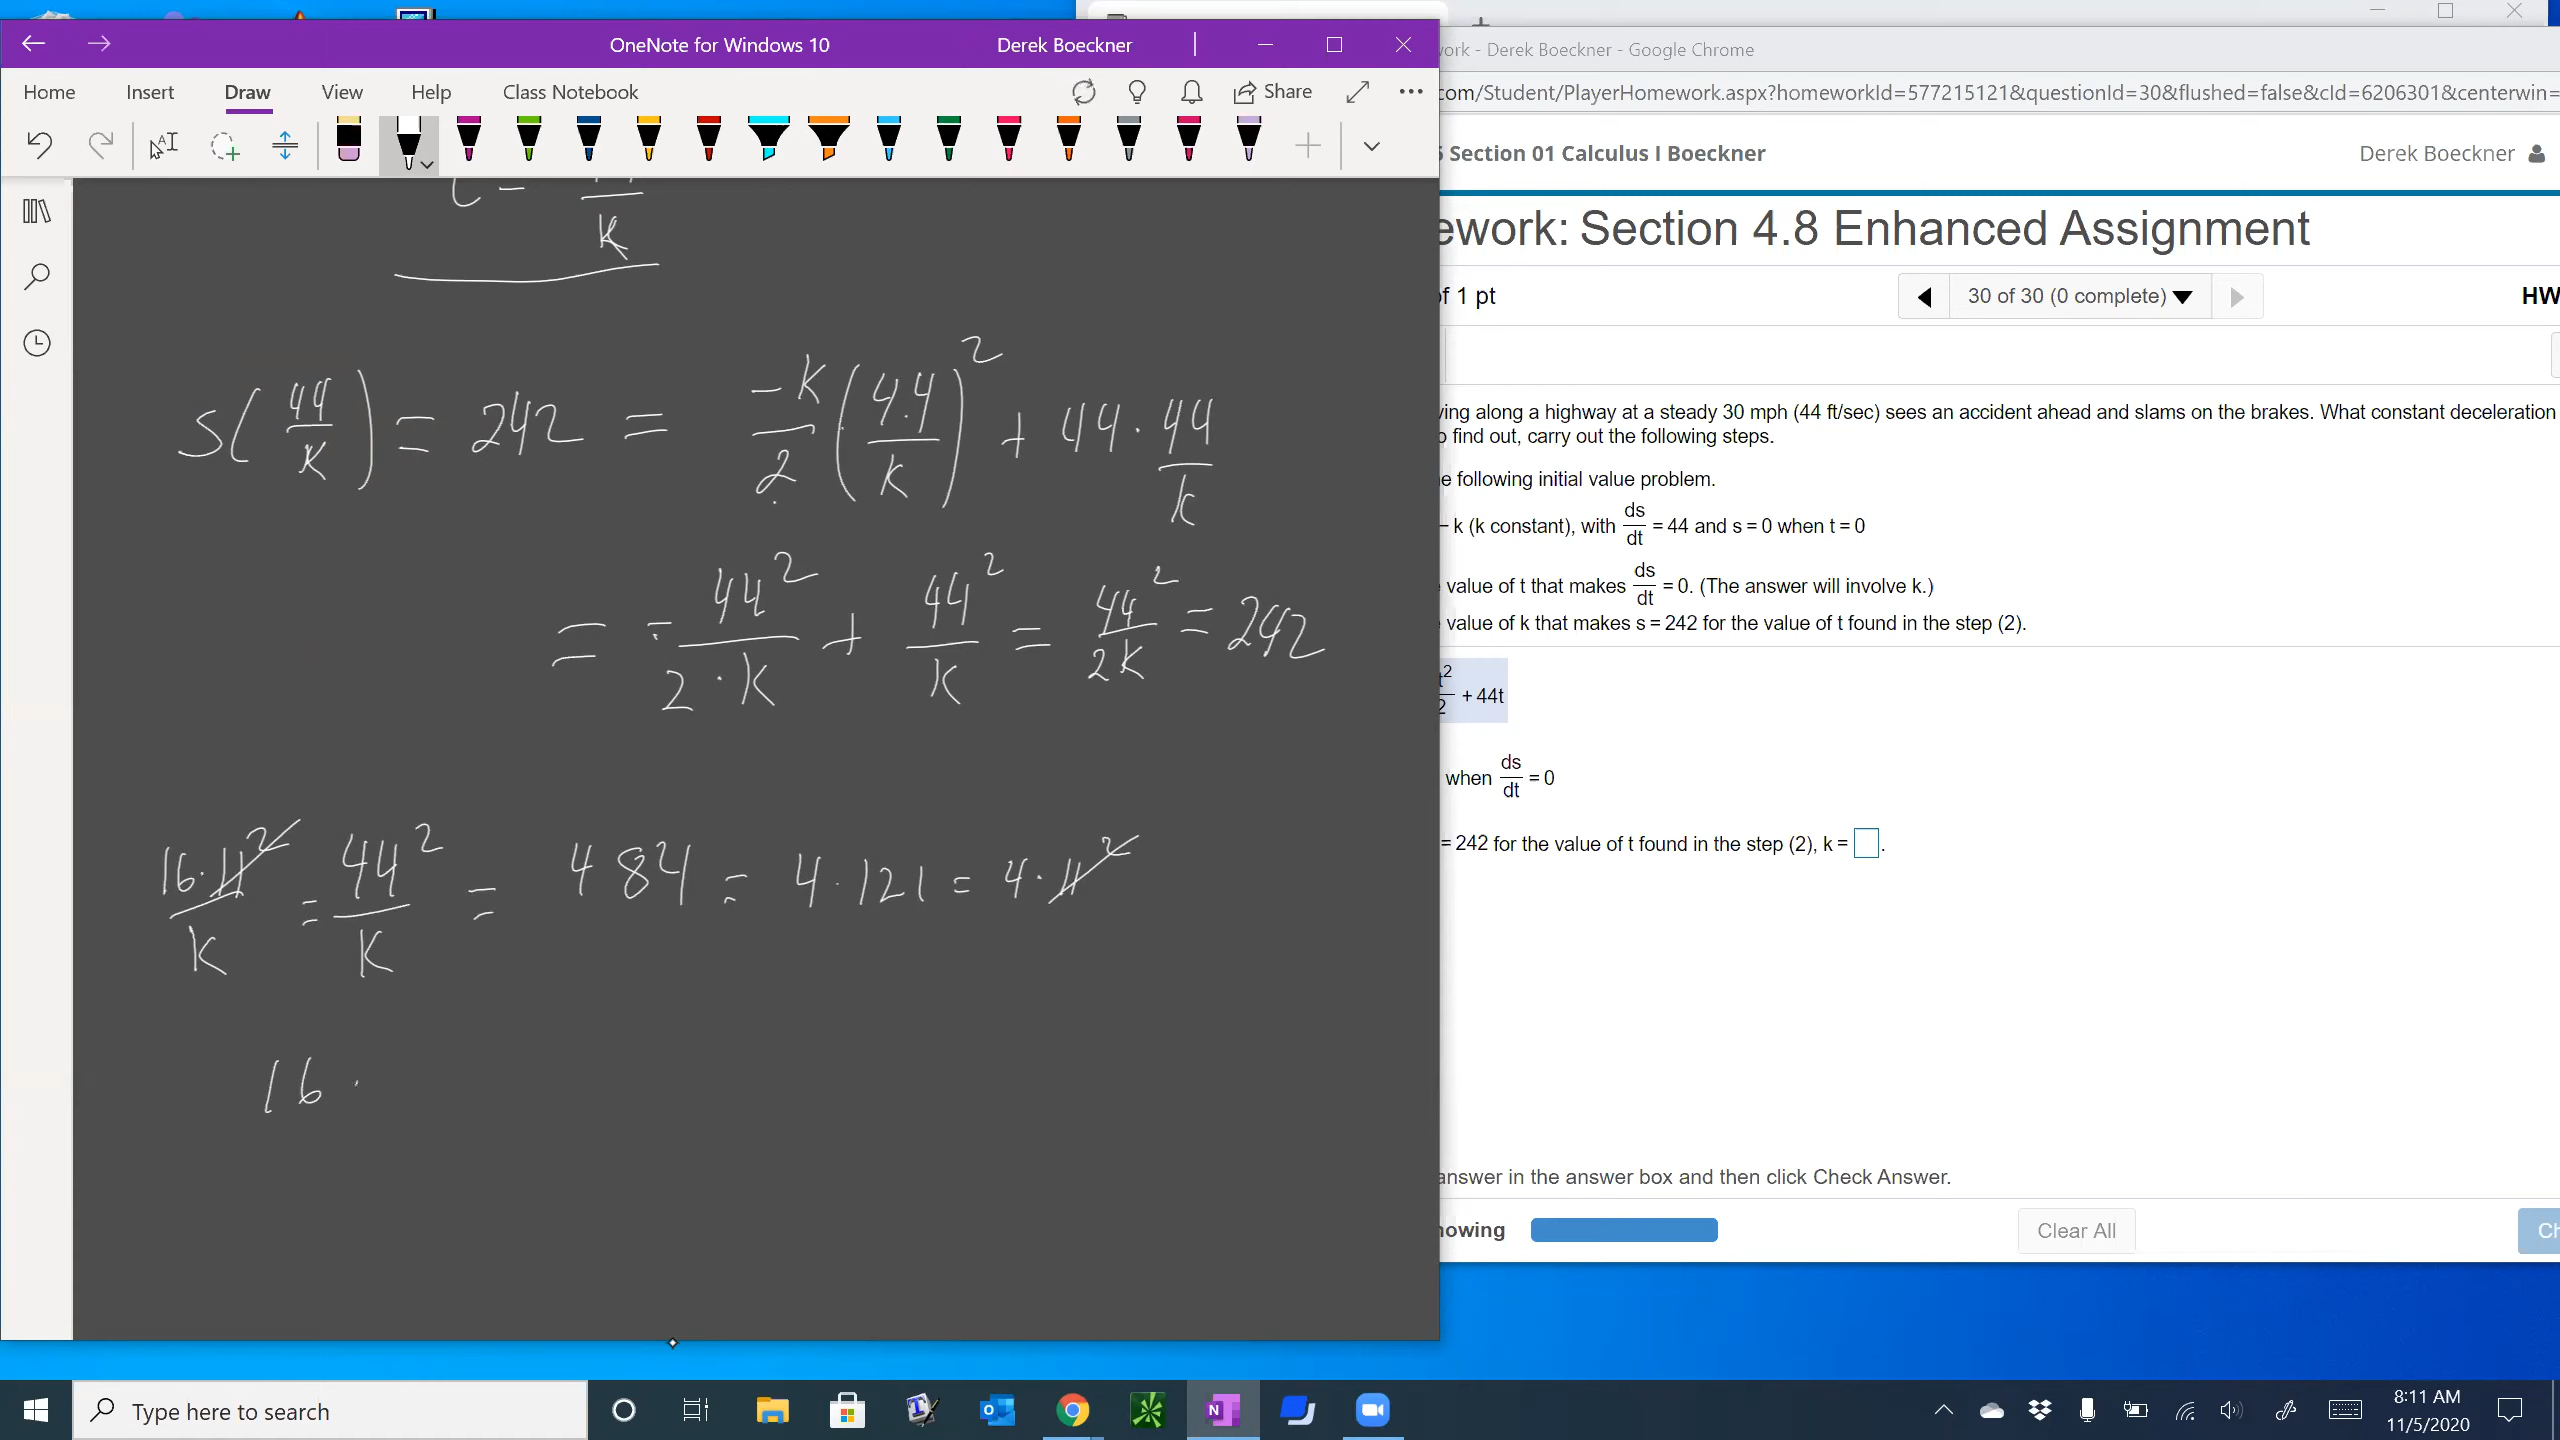 OneNote for Windows 10
Derek Boeckner
Home Insert Draw View Help Class Notebook Share
t = 44/K
S(44/K) = 242 = -K/2 (4.4/K)² + 44 · 44/K
= -44²/2·K + 44²/K = 44²/2K = 242
16·11²/K = 44²/K = 484 = 4·121 = 4·11²
16 ·
ork - Derek Boeckner - Google Chrome
com/Student/PlayerHomework.aspx?homeworkId=577215121&questionId=30&flushed=false&cId=6206301&centerwin=
Section 01 Calculus I Boeckner
Derek Boeckner
ework: Section 4.8 Enhanced Assignment
of 1 pt
30 of 30 (0 complete)
HW
ving along a highway at a steady 30 mph (44 ft/sec) sees an accident ahead and slams on the brakes. What constant deceleration
o find out, carry out the following steps.
e following initial value problem.
- k (k constant), with ds/dt = 44 and s = 0 when t = 0
value of t that makes ds/dt = 0. (The answer will involve k.)
value of k that makes s = 242 for the value of t found in the step (2).
t²/2 + 44t
when ds/dt = 0
= 242 for the value of t found in the step (2), k = .
answer in the answer box and then click Check Answer.
howing
Clear All
Ch
Type here to search
8:11 AM
11/5/2020